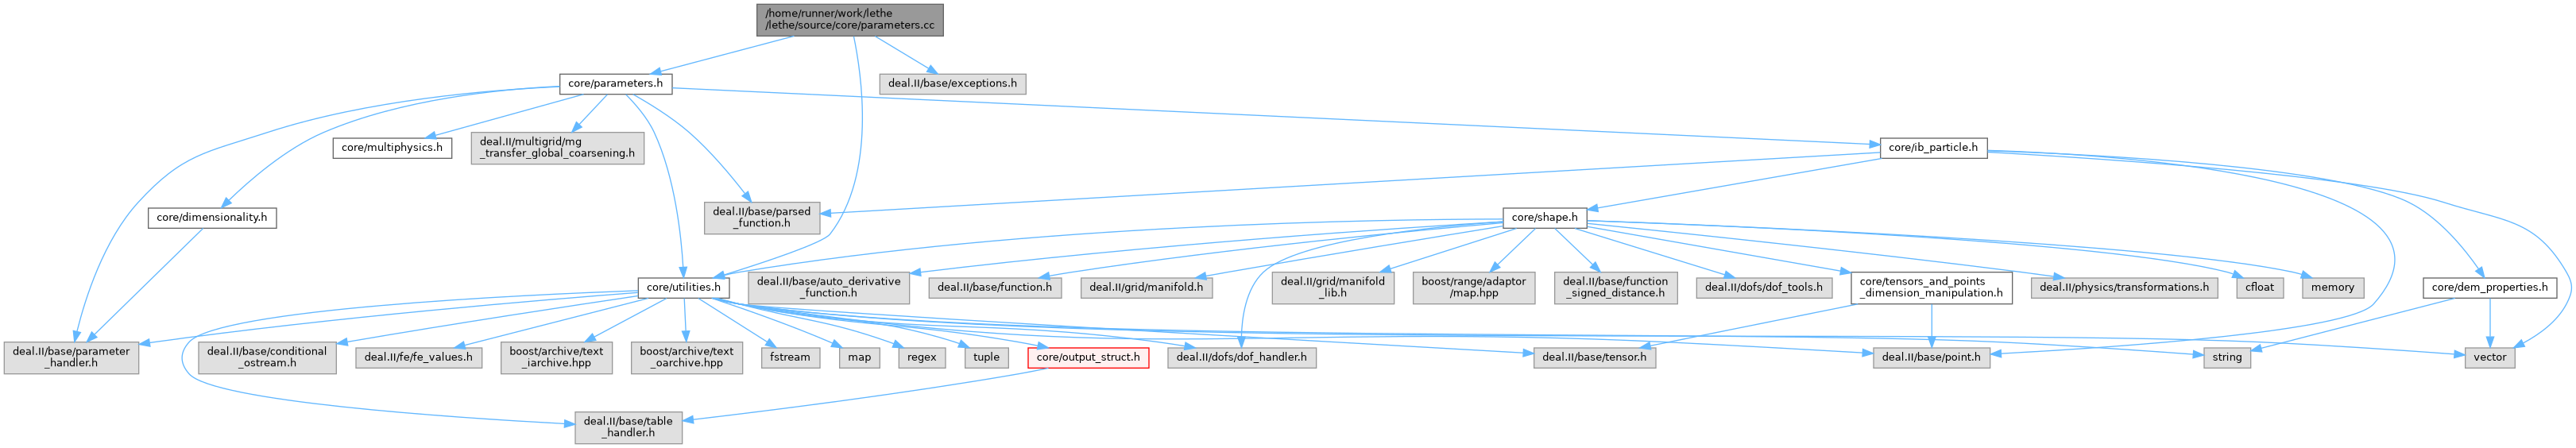 /home/runner/work/lethe
/lethe/source/core/parameters.cc
core/parameters.h
deal.II/base/exceptions.h
core/multiphysics.h
deal.II/multigrid/mg
_transfer_global_coarsening.h
core/ib_particle.h
core/dimensionality.h
deal.II/base/parsed
_function.h
core/shape.h
core/utilities.h
deal.II/base/auto_derivative
_function.h
deal.II/base/function.h
deal.II/grid/manifold.h
deal.II/grid/manifold
_lib.h
boost/range/adaptor
/map.hpp
deal.II/base/function
_signed_distance.h
deal.II/dofs/dof_tools.h
core/tensors_and_points
_dimension_manipulation.h
deal.II/physics/transformations.h
cfloat
memory
core/dem_properties.h
deal.II/base/parameter
_handler.h
deal.II/base/conditional
_ostream.h
deal.II/fe/fe_values.h
boost/archive/text
_iarchive.hpp
boost/archive/text
_oarchive.hpp
fstream
map
regex
tuple
core/output_struct.h
deal.II/dofs/dof_handler.h
deal.II/base/tensor.h
deal.II/base/point.h
string
vector
deal.II/base/table
_handler.h